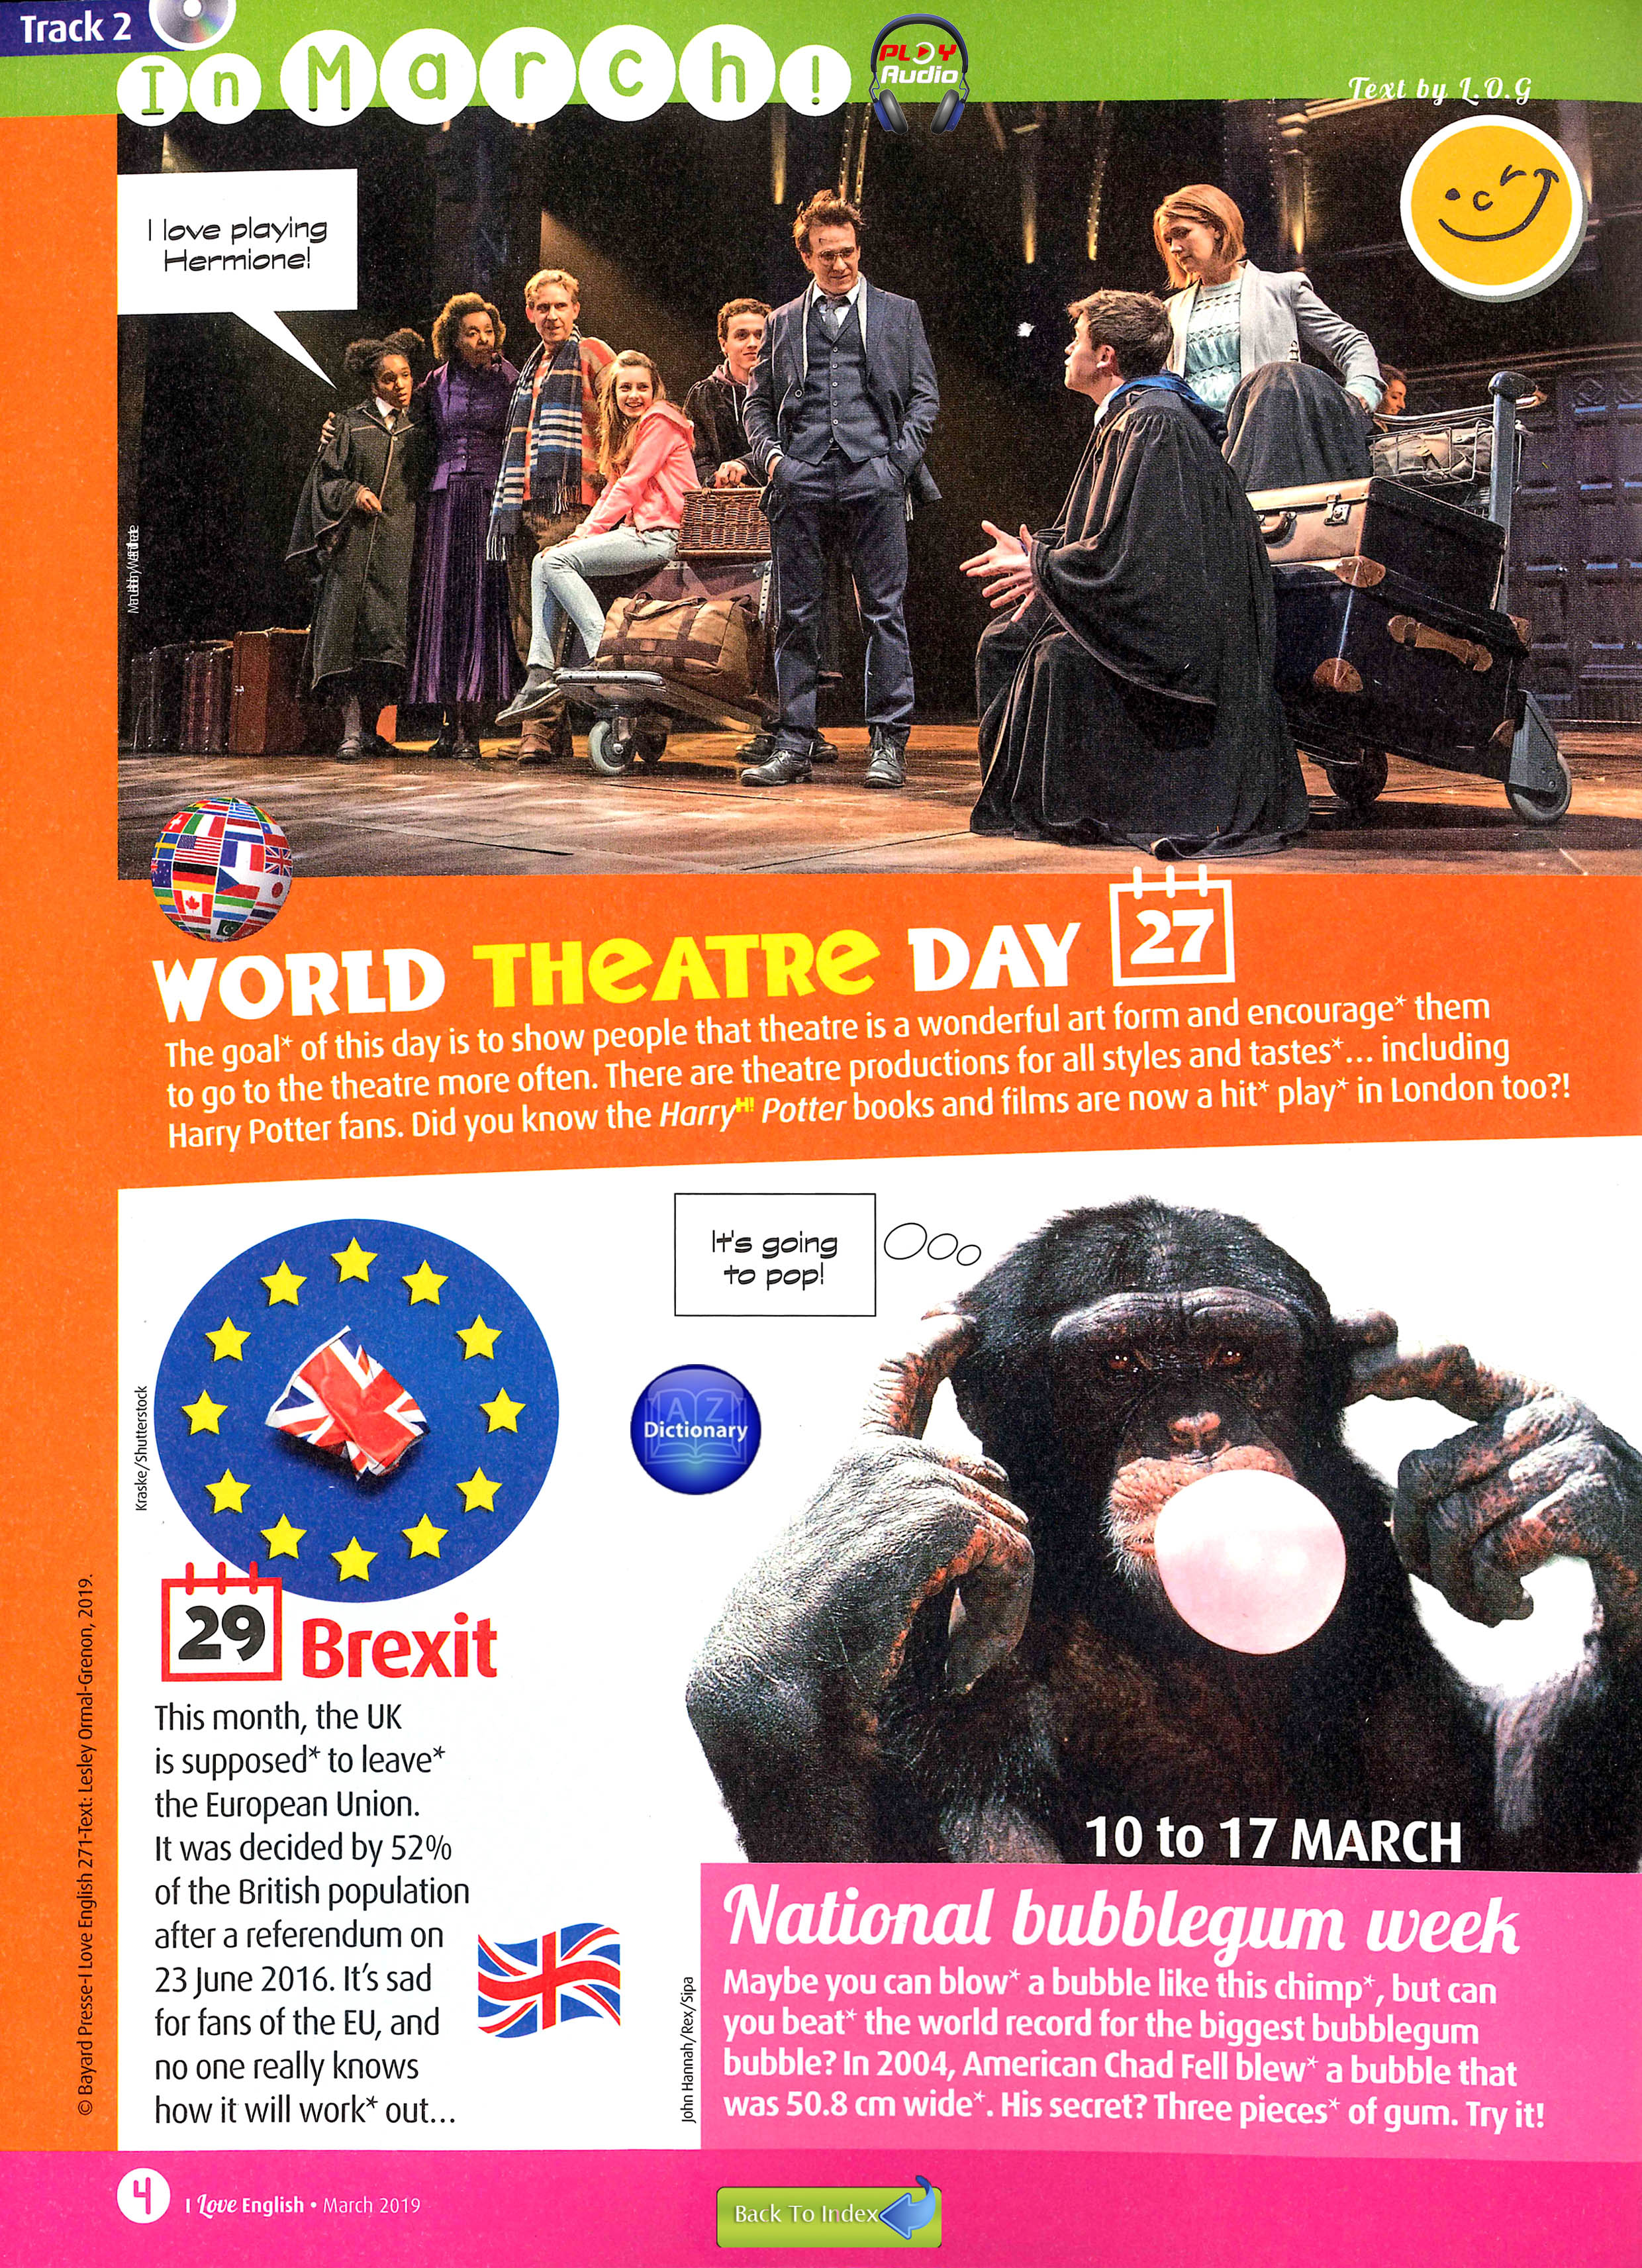 Track 2
In March!
PLAY
Audio
Text by L.O.G
I love playing
Hermione!
WORLD THEATRE DAY 27
The goal* of this day is to show people that theatre is a wonderful art form and encourage* them
to go to the theatre more often. There are theatre productions for all styles and tastes*... including
Harry Potter fans. Did you know the Harry H! Potter books and films are now a hit* play* in London too?!
It's going
to pop!
Kraske/Shutterstock
A Z
Dictionary
29 Brexit
This month, the UK
is supposed* to leave*
the European Union.
It was decided by 52%
of the British population
after a referendum on
23 June 2016. It's sad
for fans of the EU, and
no one really knows
how it will work* out...
10 to 17 MARCH
National bubblegum week
Maybe you can blow* a bubble like this chimp*, but can
you beat* the world record for the biggest bubblegum
bubble? In 2004, American Chad Fell blew* a bubble that
was 50.8 cm wide*. His secret? Three pieces* of gum. Try it!
John Hannah/Rex/Sipa
© Bayard Presse-I Love English 271-Text: Lesley Ormal-Grenon, 2019.
4 I Love English • March 2019
Back To Index